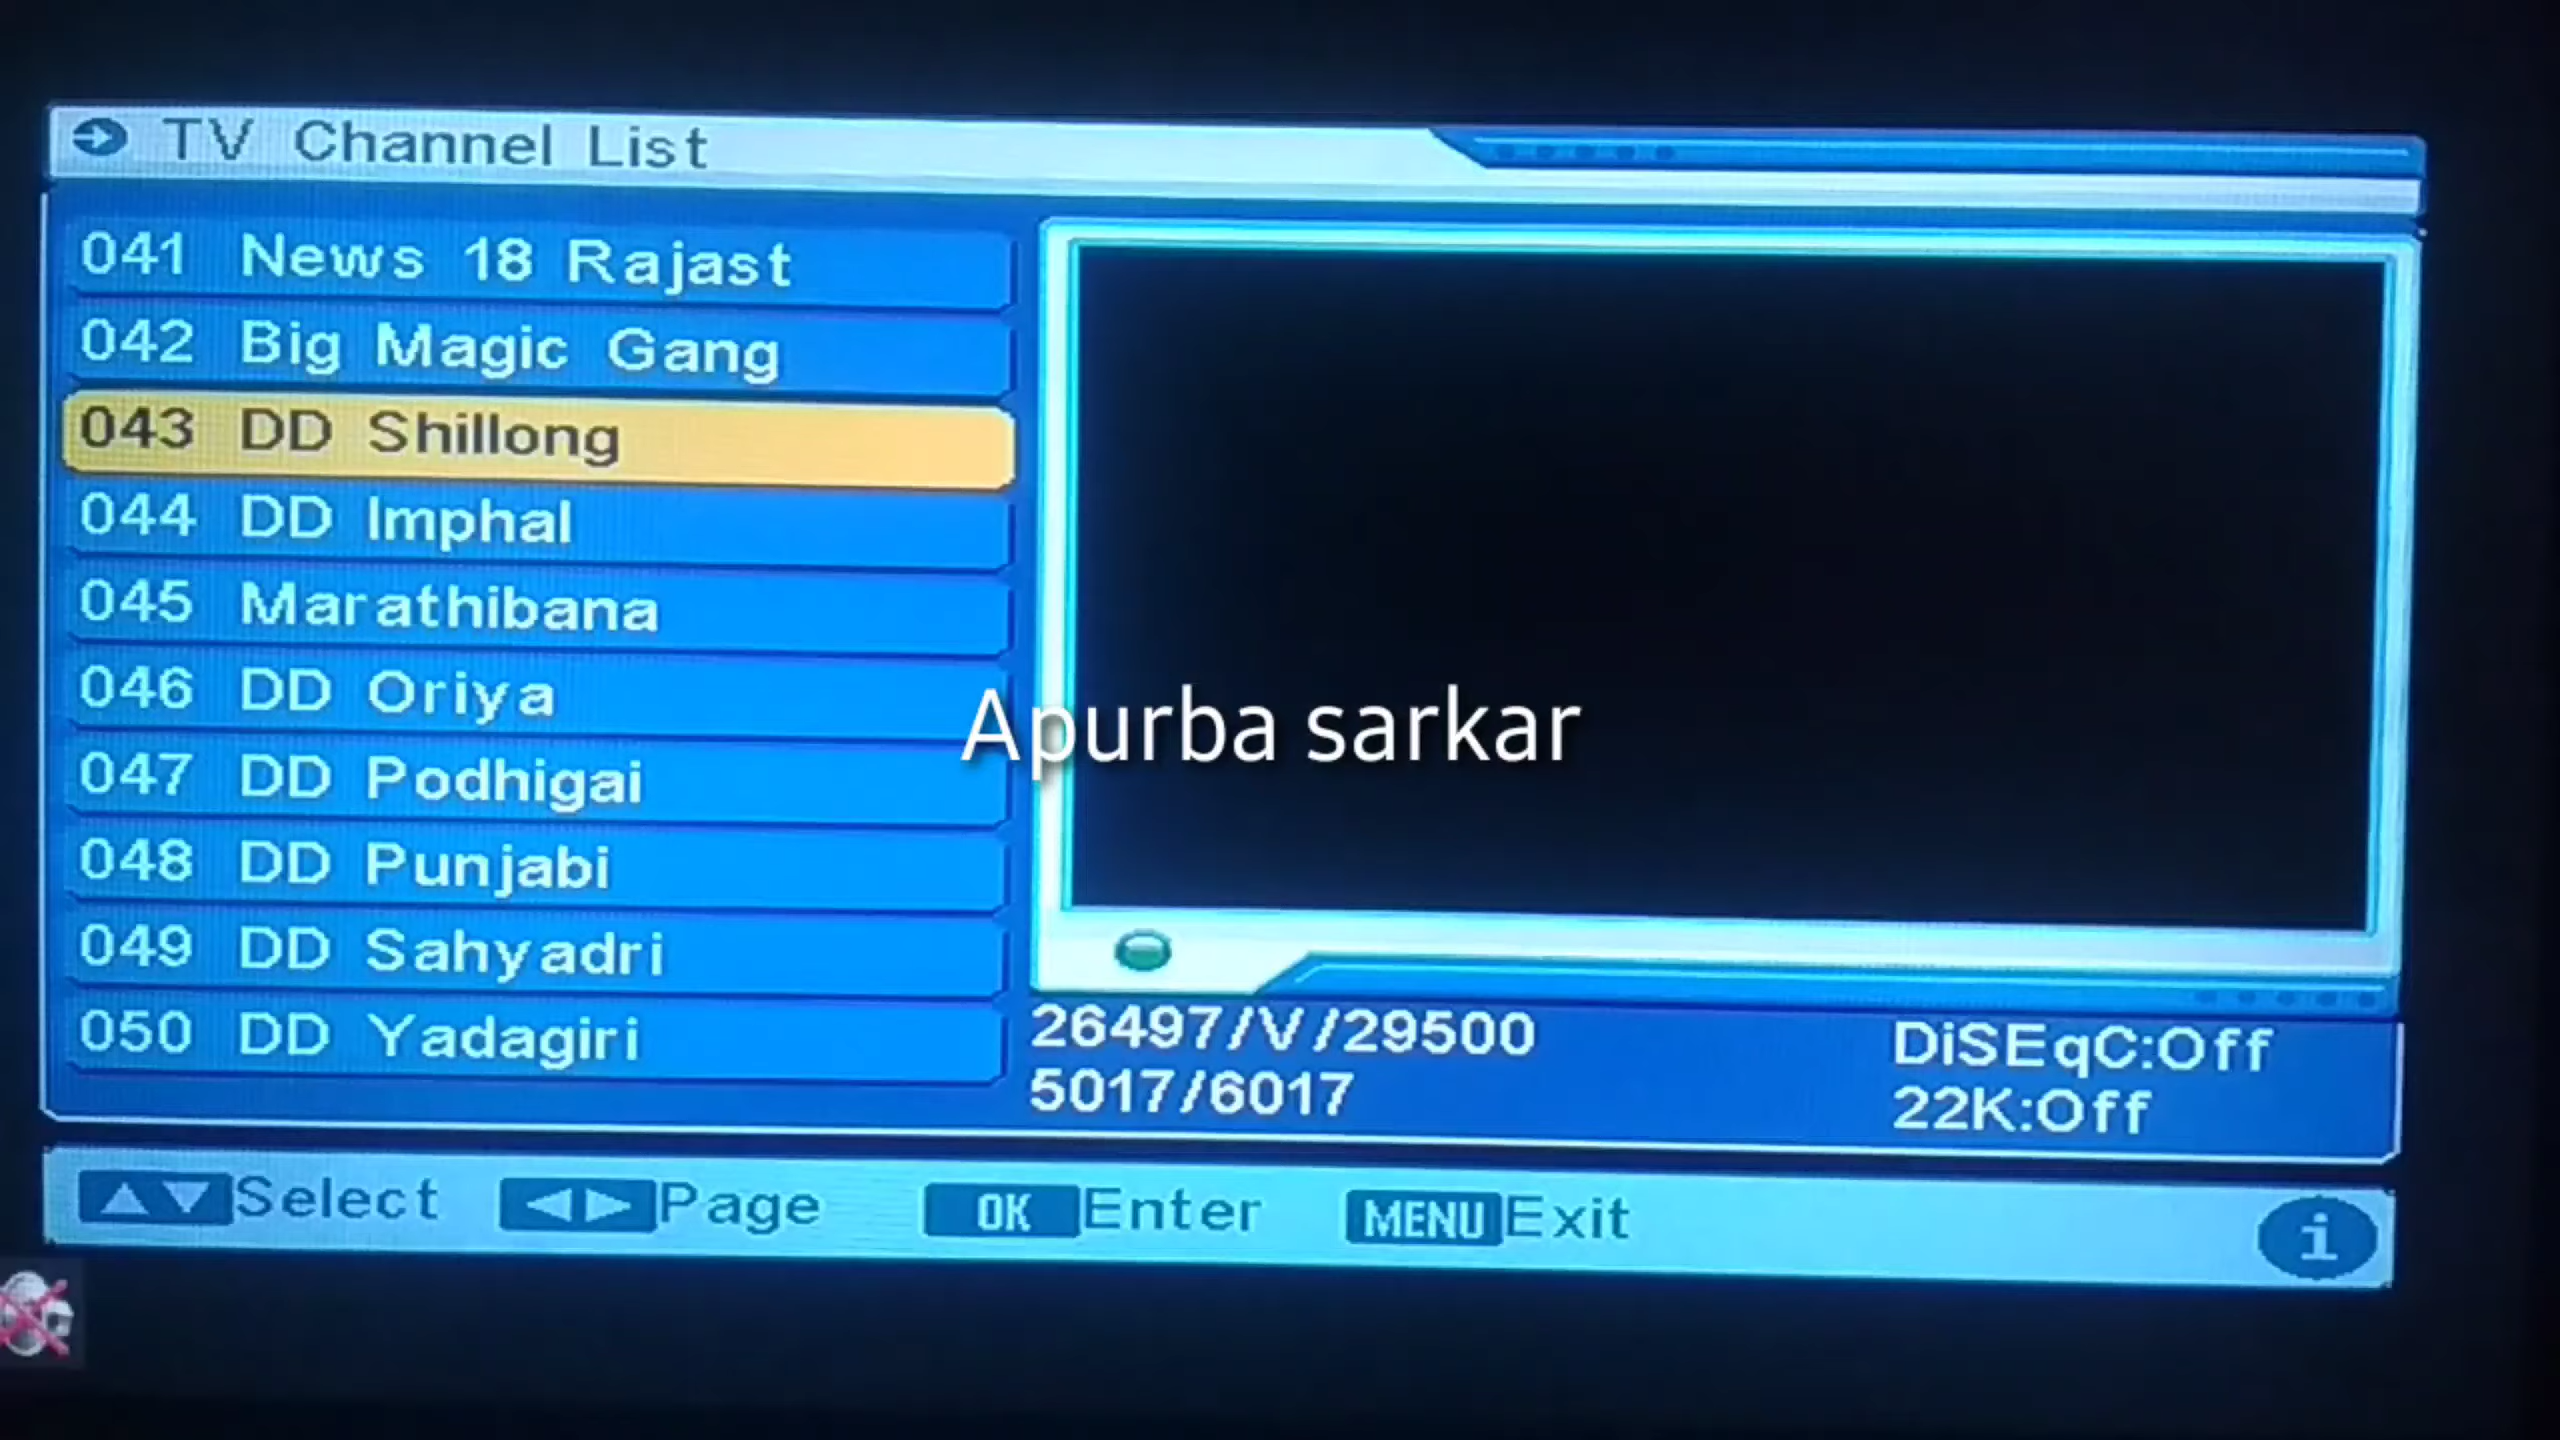 TV Channel List
041 News 18 Rajast
042 Big Magic Gang
043 DD Shillong
044 DD Imphal
045 Marathibana
046 DD Oriya
047 DD Podhigai
048 DD Punjabi
049 DD Sahyadri
050 DD Yadagiri
Apurba sarkar
26497/V/29500
5017/6017
DiSEqC:Off
22K:Off
Select Page OK Enter MENU Exit i